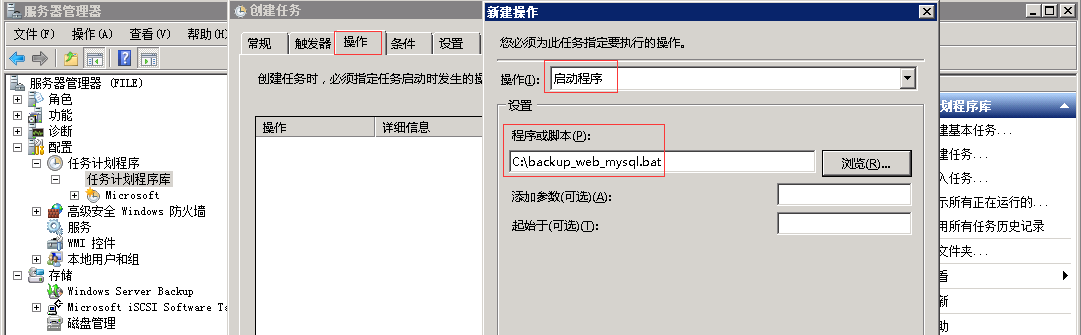 服务器管理器
文件(F) 操作(A) 查看(V) 帮助(H)
服务器管理器 (FILE)
角色
功能
诊断
配置
任务计划程序
任务计划程序库
Microsoft
高级安全 Windows 防火墙
服务
WMI 控件
本地用户和组
存储
Windows Server Backup
Microsoft iSCSI Software Ta
磁盘管理
创建任务
常规 触发器 操作 条件 设置
创建任务时，必须指定任务启动时发生的操
操作 详细信息
新建操作
您必须为此任务指定要执行的操作。
操作(I): 启动程序
设置
程序或脚本(P):
C:\backup_web_mysql.bat 浏览(R)...
添加参数(可选)(A):
起始于(可选)(T):
划程序库
建基本任务...
建任务...
入任务...
示所有正在运行的...
用所有任务历史记录
文件夹...
看
新
助